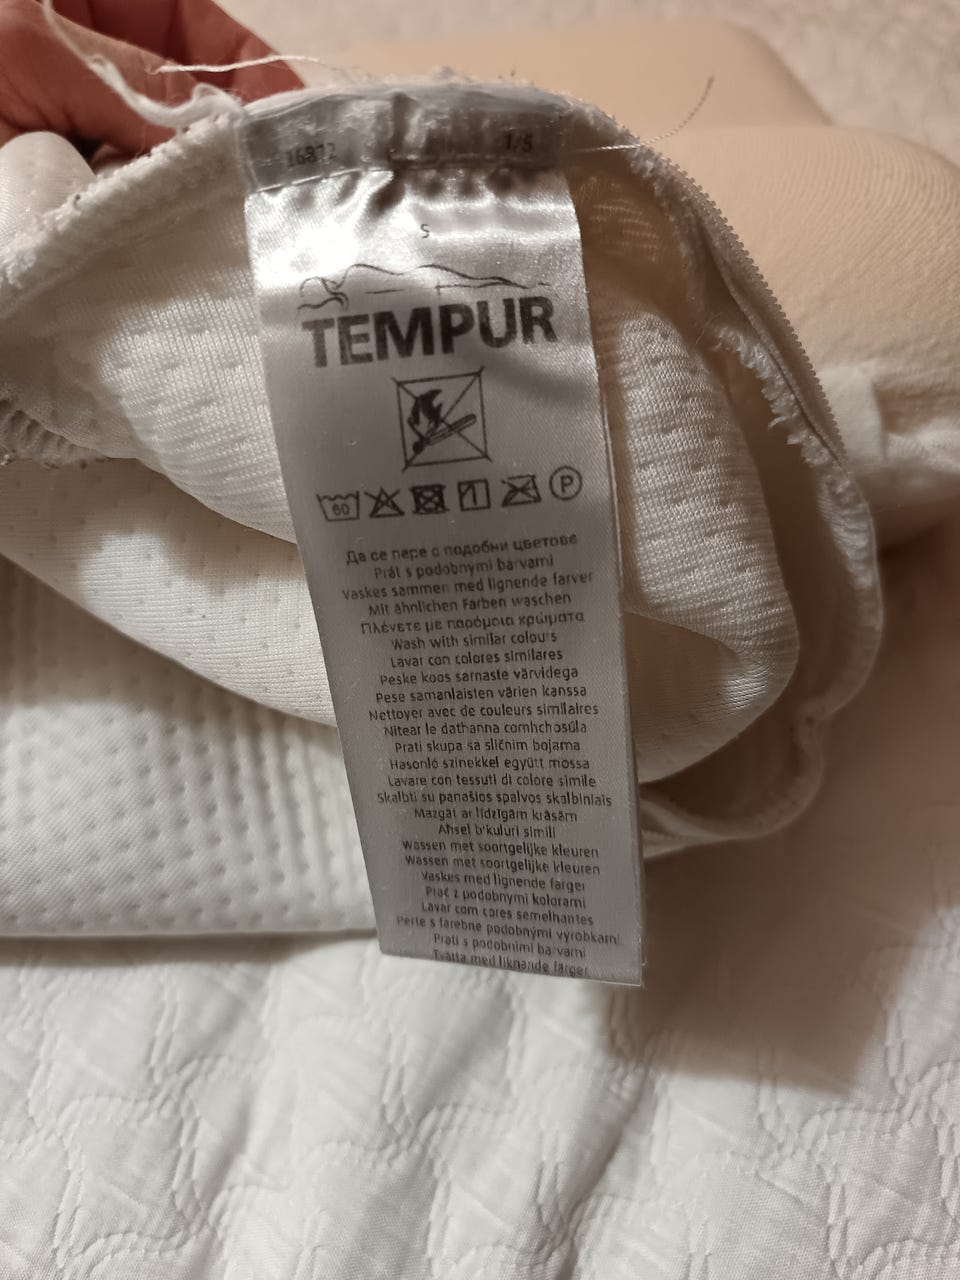 16872 1/5
S
TEMPUR
60 1 P
Да се пере с подобни цветове
Prát s podobnými barvami
Vaskes sammen med lignende farver
Mit ähnlichen Farben waschen
Πλένετε με παρόμοια χρώματα
Wash with similar colours
Lavar con colores similares
Peske koos sarnaste värvidega
Pese samanlaisten värien kanssa
Nettoyer avec de couleurs similaires
Nitear le dathanna comhchosúla
Prati skupa sa sličnim bojama
Hasonló színekkel együtt mossa
Lavare con tessuti di colore simile
Skalbti su panašios spalvos skalbiniais
Mazgāt ar līdzīgām krāsām
Aħsel b'kuluri simili
Wassen met soortgelijke kleuren
Wassen met soortgelijke kleuren
Vaskes med lignende farger
Prać z podobnymi kolorami
Lavar com cores semelhantes
Perte s farebne podobnými výrobkami
Prati s podobnimi barvami
Tvätta med liknande färger